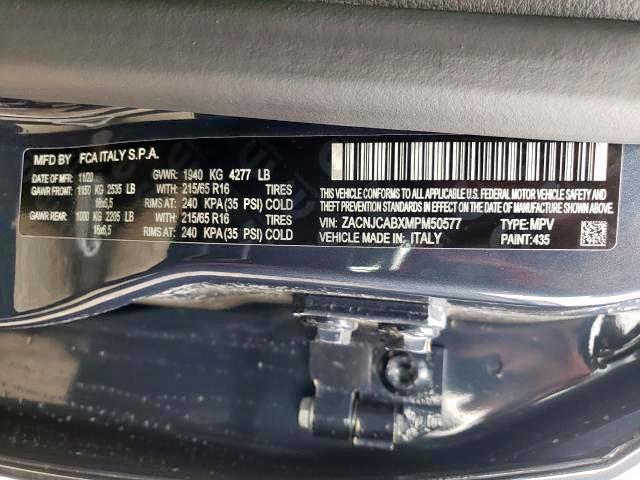 MFD BY FCA ITALY S.P.A.
DATE OF MFR: 11/20 GVWR: 1940 KG 4277 LB
GAWR FRONT: 1150 KG 2535 LB WITH 215/65 R16 TIRES
16x6,5 RIMS AT: 240 KPA (35 PSI) COLD
GAWR REAR: 1000 KG 2205 LB WITH 215/65 R16 TIRES
16x6,5 RIMS AT: 240 KPA (35 PSI) COLD
THIS VEHICLE CONFORMS TO ALL APPLICABLE U.S. FEDERAL MOTOR VEHICLE SAFETY
AND THEFT PREVENTION STANDARDS IN EFFECT ON THE DATE OF MANUFACTURE SHOWN ABOVE
VIN: ZACNJCABXMPM50577 TYPE: MPV
VEHICLE MADE IN: ITALY PAINT: 435